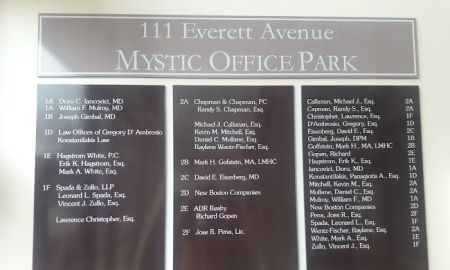 111 Everett Avenue
MYSTIC OFFICE PARK
1A Doru C. Iancovici, MD
1A William F. Mulroy, MD
1B Joseph Gimbal, MD
1D Law Offices of Gregory D' Ambrosio
Konstantilakis Law
1E Hagstrom White, P.C.
Erik K. Hagstrom, Esq.
Mark A. White, Esq.
1F Spada & Zullo, LLP
Leonard L. Spada, Esq.
Vincent J. Zullo, Esq.
Lawrence Christopher, Esq.
2A Chapman & Chapman, PC
Randy S. Chapman, Esq.
Michael J. Callanan, Esq.
Kevin M. Mitchell, Esq.
Daniel C. Mullane, Esq.
Raylene Wentz-Fischer, Esq.
2B Mark H. Goffstein, MA, LMHC
2C David E. Eisenberg, MD
2D New Boston Companies
2E ADR Realty
Richard Gopen
2F Jose R. Pena, Lic.
Callanan, Michael J., Esq. 2A
Capman, Randy S., Esq. 2A
Christopher, Lawrence, Esq. 1F
D'Ambrosio, Gregory, Esq. 1D
Eisenberg, David E., Esq. 2C
Gimbal, Joseph, DPM 1B
Goffstein, Mark H., MA, LMHC 2B
Gopen, Richard 2E
Hagstrom, Erik K., Esq. 1E
Iancovici, Doru, MD 1A
Konstantilakis, Panagiotis A., Esq. 1D
Mitchell, Kevin M., Esq. 2A
Mullane, Daniel C., Esq. 2A
Mulroy, William F., MD 1A
New Boston Companies 2D
Pena, Jose R., Esq. 2F
Spada, Leonard L., Esq. 1F
Wentz-Fischer, Raylene, Esq. 2A
White, Mark A., Esq. 1E
Zullo, Vincent J., Esq. 1F